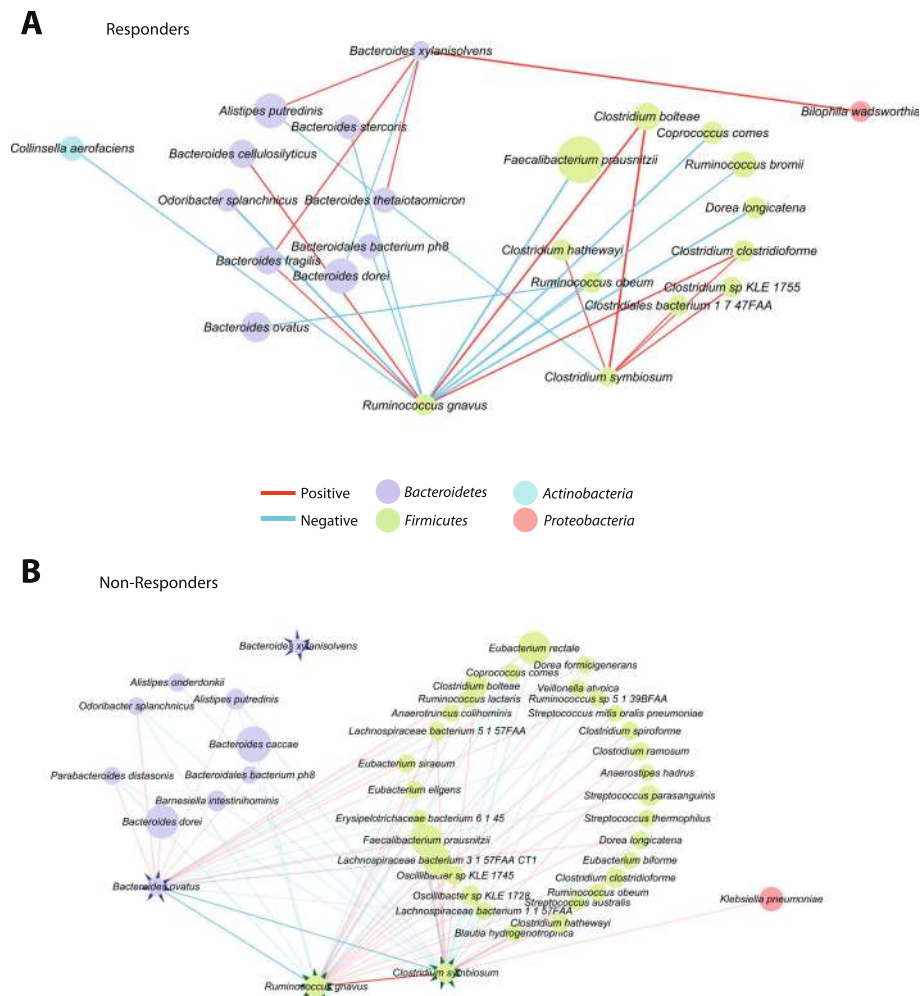 A
Responders
Bacteroides xylanisolvens
Alistipes putredinis
Bilophila wadsworthia
Clostridium bolteae
Bacteroides stercoris
Coprococcus comes
Collinsella aerofaciens
Bacteroides cellulosilyticus
Faecalibacterium prausnitzii
Ruminococcus bromii
Odoribacter splanchnicus
Bacteroides thetaiotaomicron
Dorea longicatena
Bacteroidales bacterium ph8
Clostridium hathewayi
Clostridium clostridioforme
Bacteroides fragilis
Bacteroides dorei
Ruminococcus obeum
Clostridium sp KLE 1755
Clostridiales bacterium 1 7 47FAA
Bacteroides ovatus
Clostridium symbiosum
Ruminococcus gnavus
Positive
Bacteroidetes
Actinobacteria
Negative
Firmicutes
Proteobacteria
B
Non-Responders
Bacteroides xylanisolvens
Eubacterium rectale
Dorea formicigenerans
Coprococcus comes
Alistipes onderdonkii
Clostridium bolteae
Veillonella atypica
Alistipes putredinis
Ruminococcus lactaris
Ruminococcus sp 5 1 39BFAA
Odoribacter splanchnicus
Anaerotruncus colihominis
Streptococcus mitis oralis pneumoniae
Lachnospiraceae bacterium 5 1 57FAA
Clostridium spiroforme
Bacteroides caccae
Clostridium ramosum
Eubacterium siraeum
Anaerostipes hadrus
Parabacteroides distasonis
Bacteroidales bacterium ph8
Eubacterium eligens
Streptococcus parasanguinis
Barnesiella intestinihominis
Erysipelotrichaceae bacterium 6 1 45
Streptococcus thermophilus
Bacteroides dorei
Faecalibacterium prausnitzii
Dorea longicatena
Lachnospiraceae bacterium 3 1 57FAA CT1
Eubacterium biforme
Oscillibacter sp KLE 1745
Clostridium clostridioforme
Bacteroides ovatus
Oscillibacter sp KLE 1728
Ruminococcus obeum
Streptococcus australis
Klebsiella pneumoniae
Lachnospiraceae bacterium 1 1 57FAA
Clostridium hathewayi
Blautia hydrogenotrophica
Clostridium symbiosum
Ruminococcus gnavus